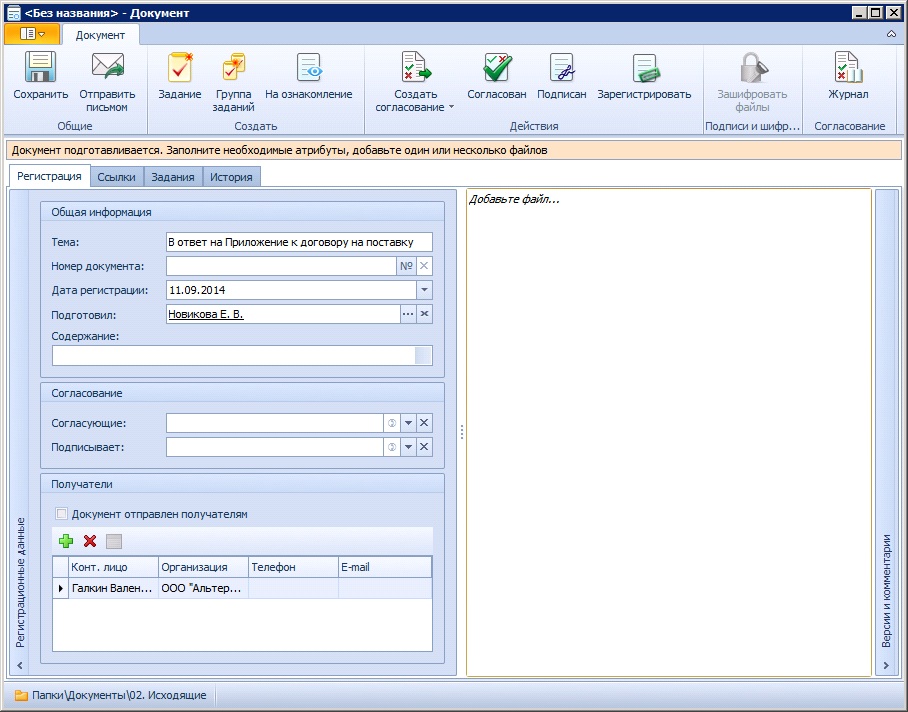 <Без названия> - Документ
Документ
Сохранить
Отправить
письмом
Общие
Задание
Группа
заданий
На ознакомление
Создать
Создать
согласование
Согласован
Подписан
Зарегистрировать
Действия
Зашифровать
файлы
Подписи и шифр...
Журнал
Согласование
Документ подготавливается. Заполните необходимые атрибуты, добавьте один или несколько файлов
Регистрация
Ссылки
Задания
История
Регистрационные данные
Общая информация
Тема:
В ответ на Приложение к договору на поставку
Номер документа:
№
Дата регистрации:
11.09.2014
Подготовил:
Новикова Е. В.
Содержание:
Согласование
Согласующие:
Подписывает:
Получатели
Документ отправлен получателям
Конт. лицо Организация Телефон E-mail
Галкин Вален... ООО "Альтер...
Добавьте файл...
Версии и комментарии
Папки\Документы\02. Исходящие